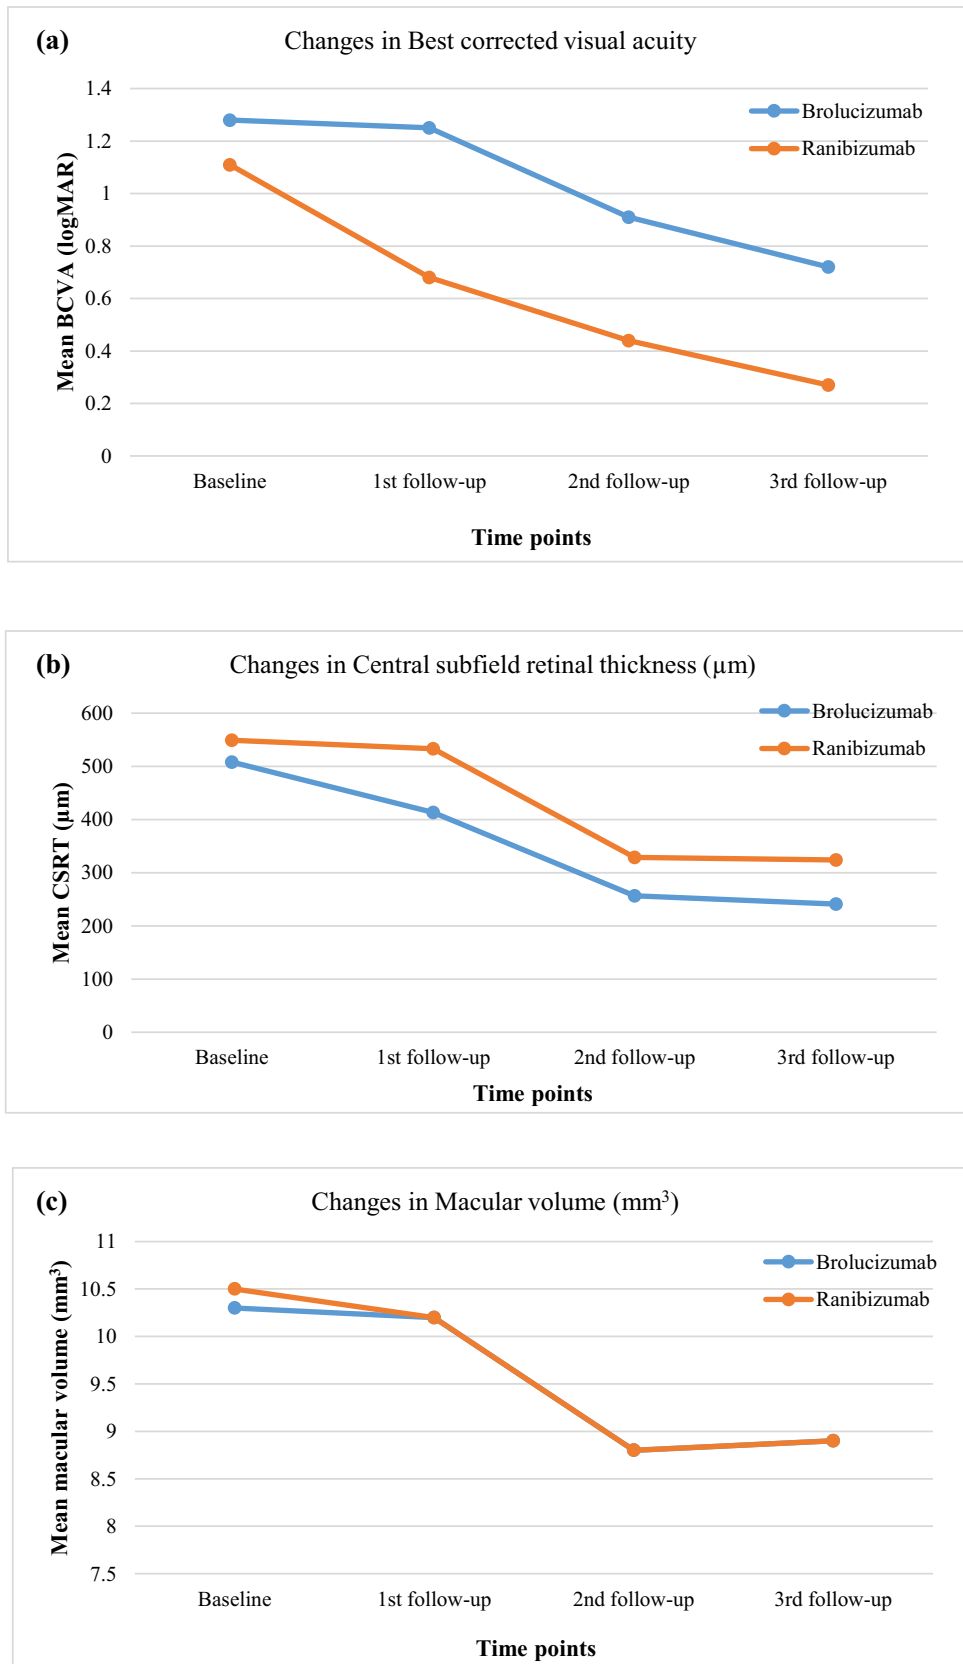 (a)
Changes in Best corrected visual acuity
Brolucizumab
Ranibizumab
Mean BCVA (logMAR)
1.4
1.2
1
0.8
0.6
0.4
0.2
0
Baseline
1st follow-up
2nd follow-up
3rd follow-up
Time points
(b)
Changes in Central subfield retinal thickness (µm)
Brolucizumab
Ranibizumab
Mean CSRT (µm)
600
500
400
300
200
100
0
Baseline
1st follow-up
2nd follow-up
3rd follow-up
Time points
(c)
Changes in Macular volume (mm³)
Brolucizumab
Ranibizumab
Mean macular volume (mm³)
11
10.5
10
9.5
9
8.5
8
7.5
Baseline
1st follow-up
2nd follow-up
3rd follow-up
Time points